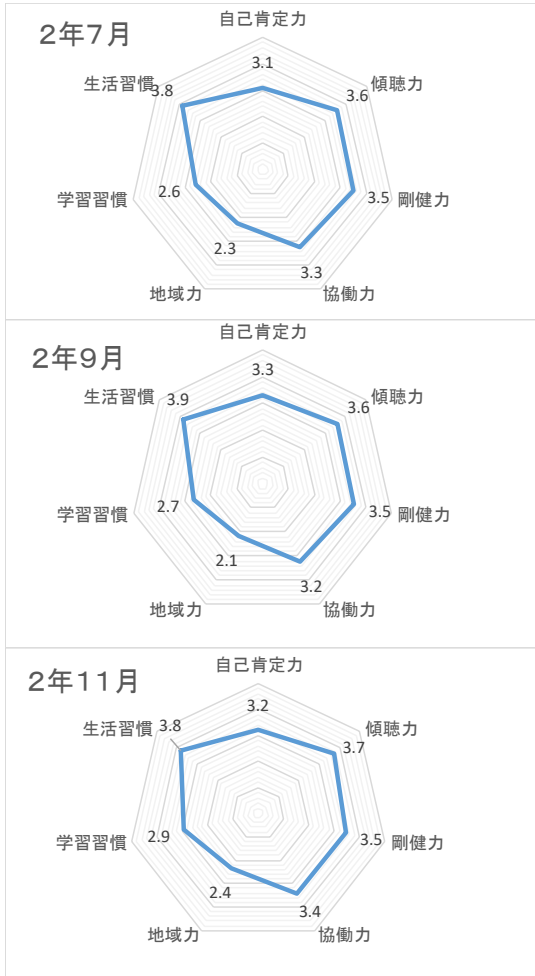 2年7月
自己肯定力
3.1
傾聴力
3.6
剛健力
3.5
協働力
3.3
地域力
2.3
学習習慣
2.6
生活習慣
3.8
2年9月
自己肯定力
3.3
傾聴力
3.6
剛健力
3.5
協働力
3.2
地域力
2.1
学習習慣
2.7
生活習慣
3.9
2年11月
自己肯定力
3.2
傾聴力
3.7
剛健力
3.5
協働力
3.4
地域力
2.4
学習習慣
2.9
生活習慣
3.8